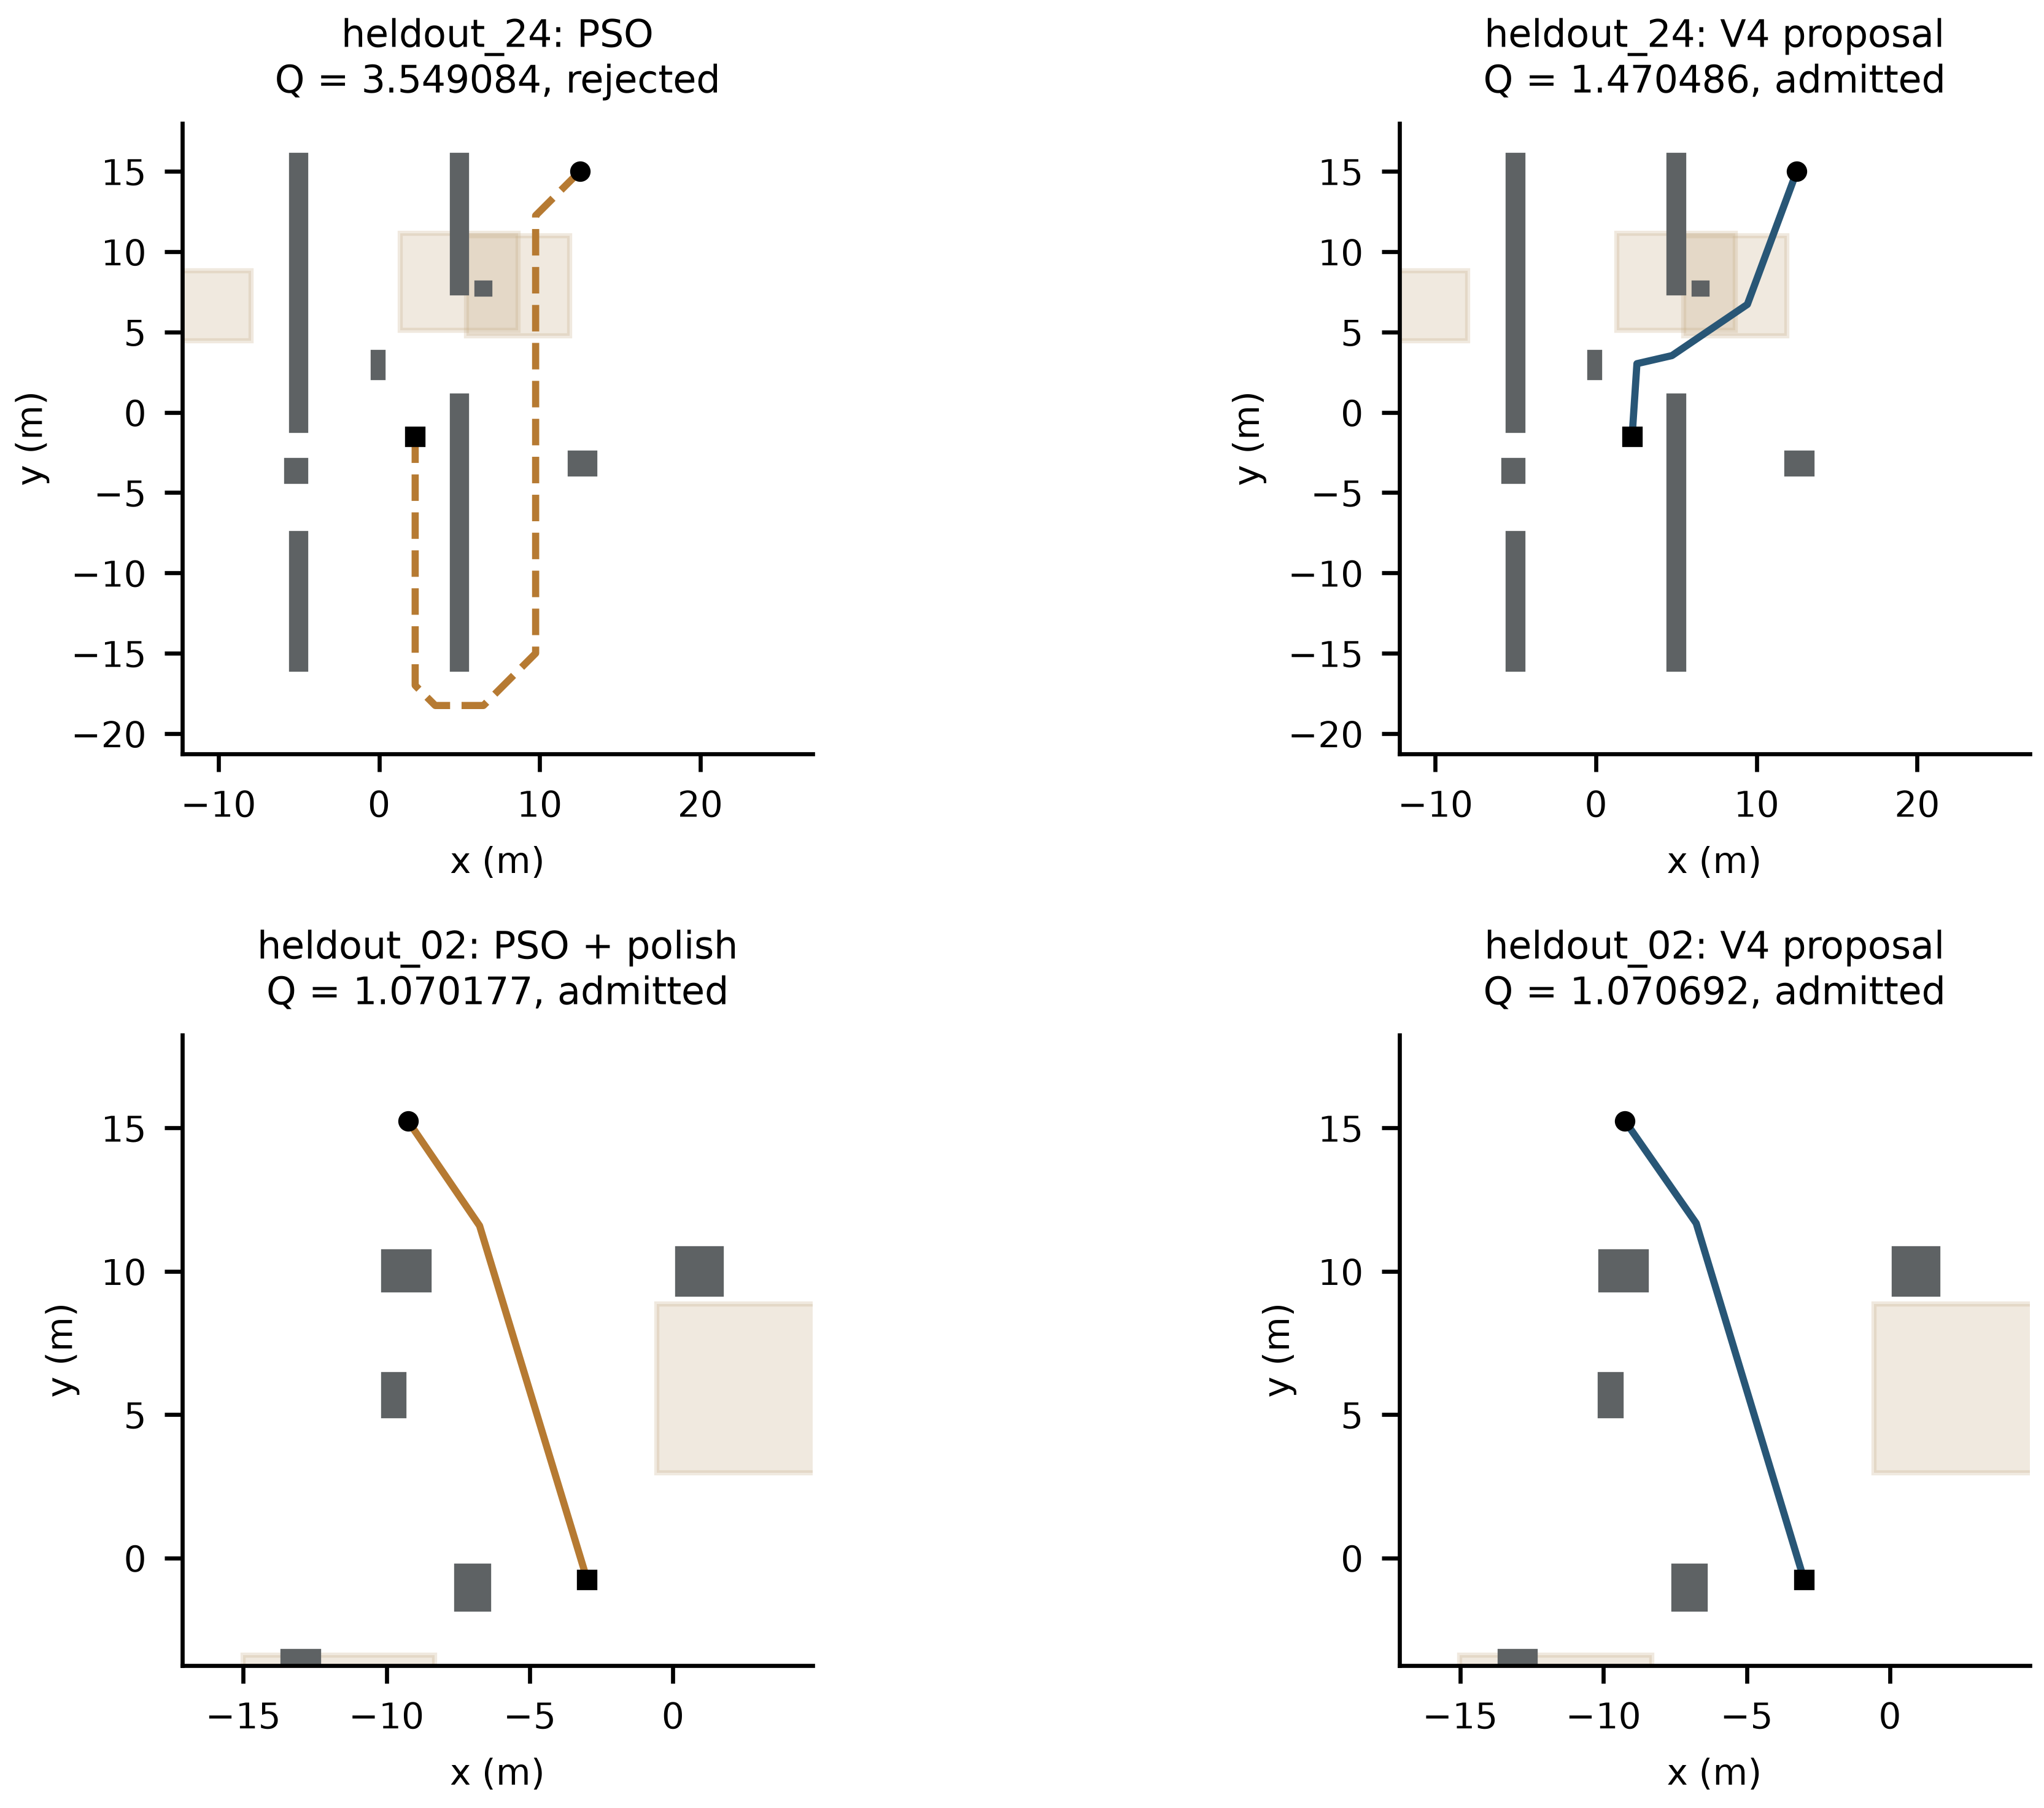 heldout_24: PSO
Q = 3.549084, rejected
15
10
5
0
−5
−10
−15
−20
y (m)
−10 0 10 20
x (m)
heldout_24: V4 proposal
Q = 1.470486, admitted
15
10
5
0
−5
−10
−15
−20
y (m)
−10 0 10 20
x (m)
heldout_02: PSO + polish
Q = 1.070177, admitted
15
10
5
0
y (m)
−15 −10 −5 0
x (m)
heldout_02: V4 proposal
Q = 1.070692, admitted
15
10
5
0
y (m)
−15 −10 −5 0
x (m)